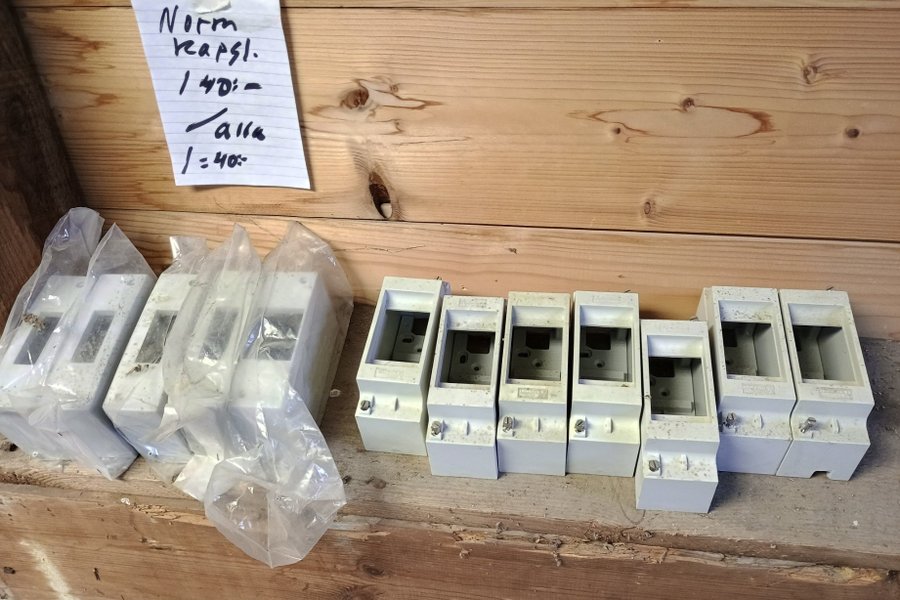 Norm
kapsl.
1 40:-
/ alla
1 = 40:-